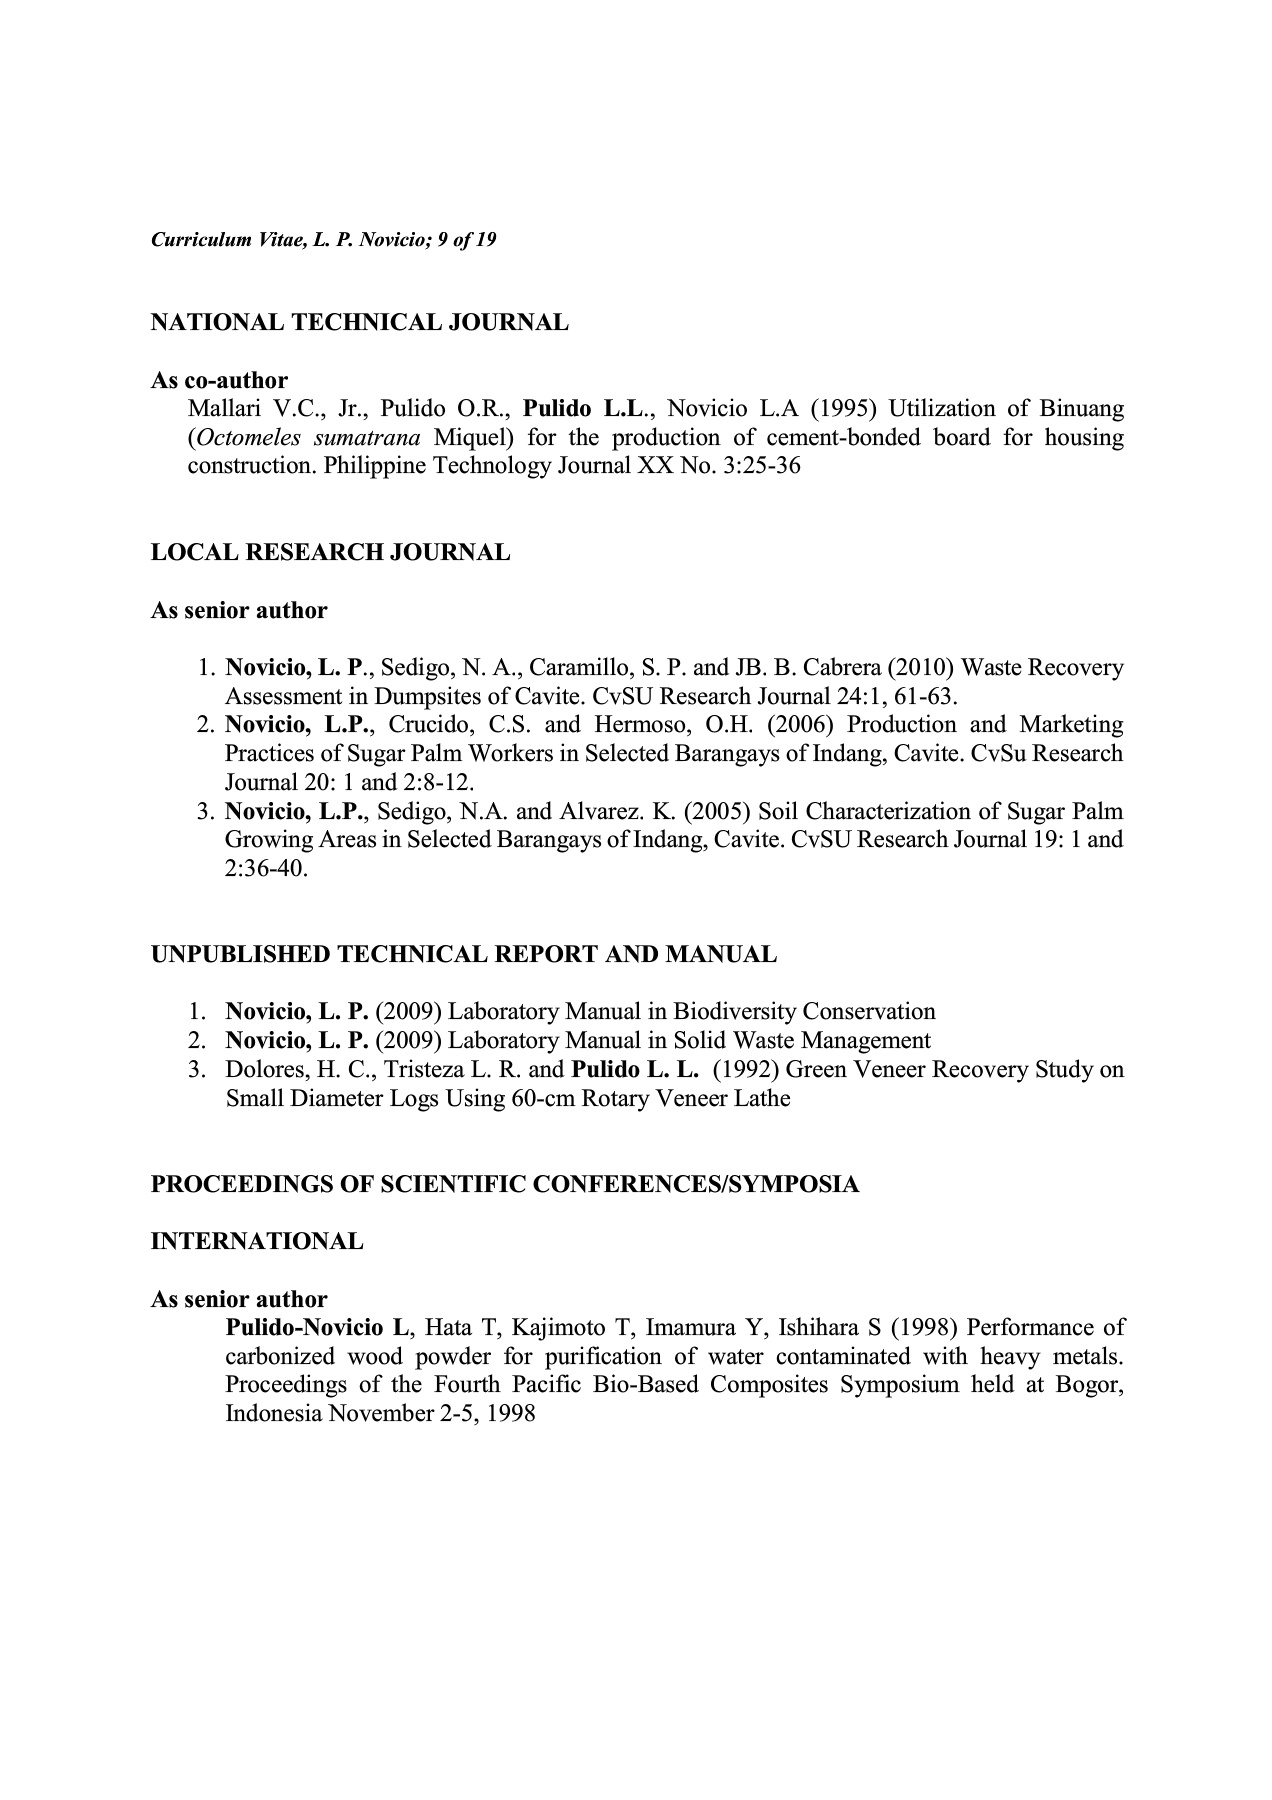 Curriculum Vitae, L. P. Novicio; 9 of 19
NATIONAL TECHNICAL JOURNAL
As co-author
Mallari V.C., Jr., Pulido O.R., Pulido L.L., Novicio L.A (1995) Utilization of Binuang
(Octomeles sumatrana Miquel) for the production of cement-bonded board for housing
construction. Philippine Technology Journal XX No. 3:25-36
LOCAL RESEARCH JOURNAL
As senior author
1. Novicio, L. P., Sedigo, N. A., Caramillo, S. P. and JB. B. Cabrera (2010) Waste Recovery
Assessment in Dumpsites of Cavite. CvSU Research Journal 24:1, 61-63.
2. Novicio, L.P., Crucido, C.S. and Hermoso, O.H. (2006) Production and Marketing
Practices of Sugar Palm Workers in Selected Barangays of Indang, Cavite. CvSu Research
Journal 20: 1 and 2:8-12.
3. Novicio, L.P., Sedigo, N.A. and Alvarez. K. (2005) Soil Characterization of Sugar Palm
Growing Areas in Selected Barangays of Indang, Cavite. CvSU Research Journal 19: 1 and
2:36-40.
UNPUBLISHED TECHNICAL REPORT AND MANUAL
1. Novicio, L. P. (2009) Laboratory Manual in Biodiversity Conservation
2. Novicio, L. P. (2009) Laboratory Manual in Solid Waste Management
3. Dolores, H. C., Tristeza L. R. and Pulido L. L. (1992) Green Veneer Recovery Study on
Small Diameter Logs Using 60-cm Rotary Veneer Lathe
PROCEEDINGS OF SCIENTIFIC CONFERENCES/SYMPOSIA
INTERNATIONAL
As senior author
Pulido-Novicio L, Hata T, Kajimoto T, Imamura Y, Ishihara S (1998) Performance of
carbonized wood powder for purification of water contaminated with heavy metals.
Proceedings of the Fourth Pacific Bio-Based Composites Symposium held at Bogor,
Indonesia November 2-5, 1998